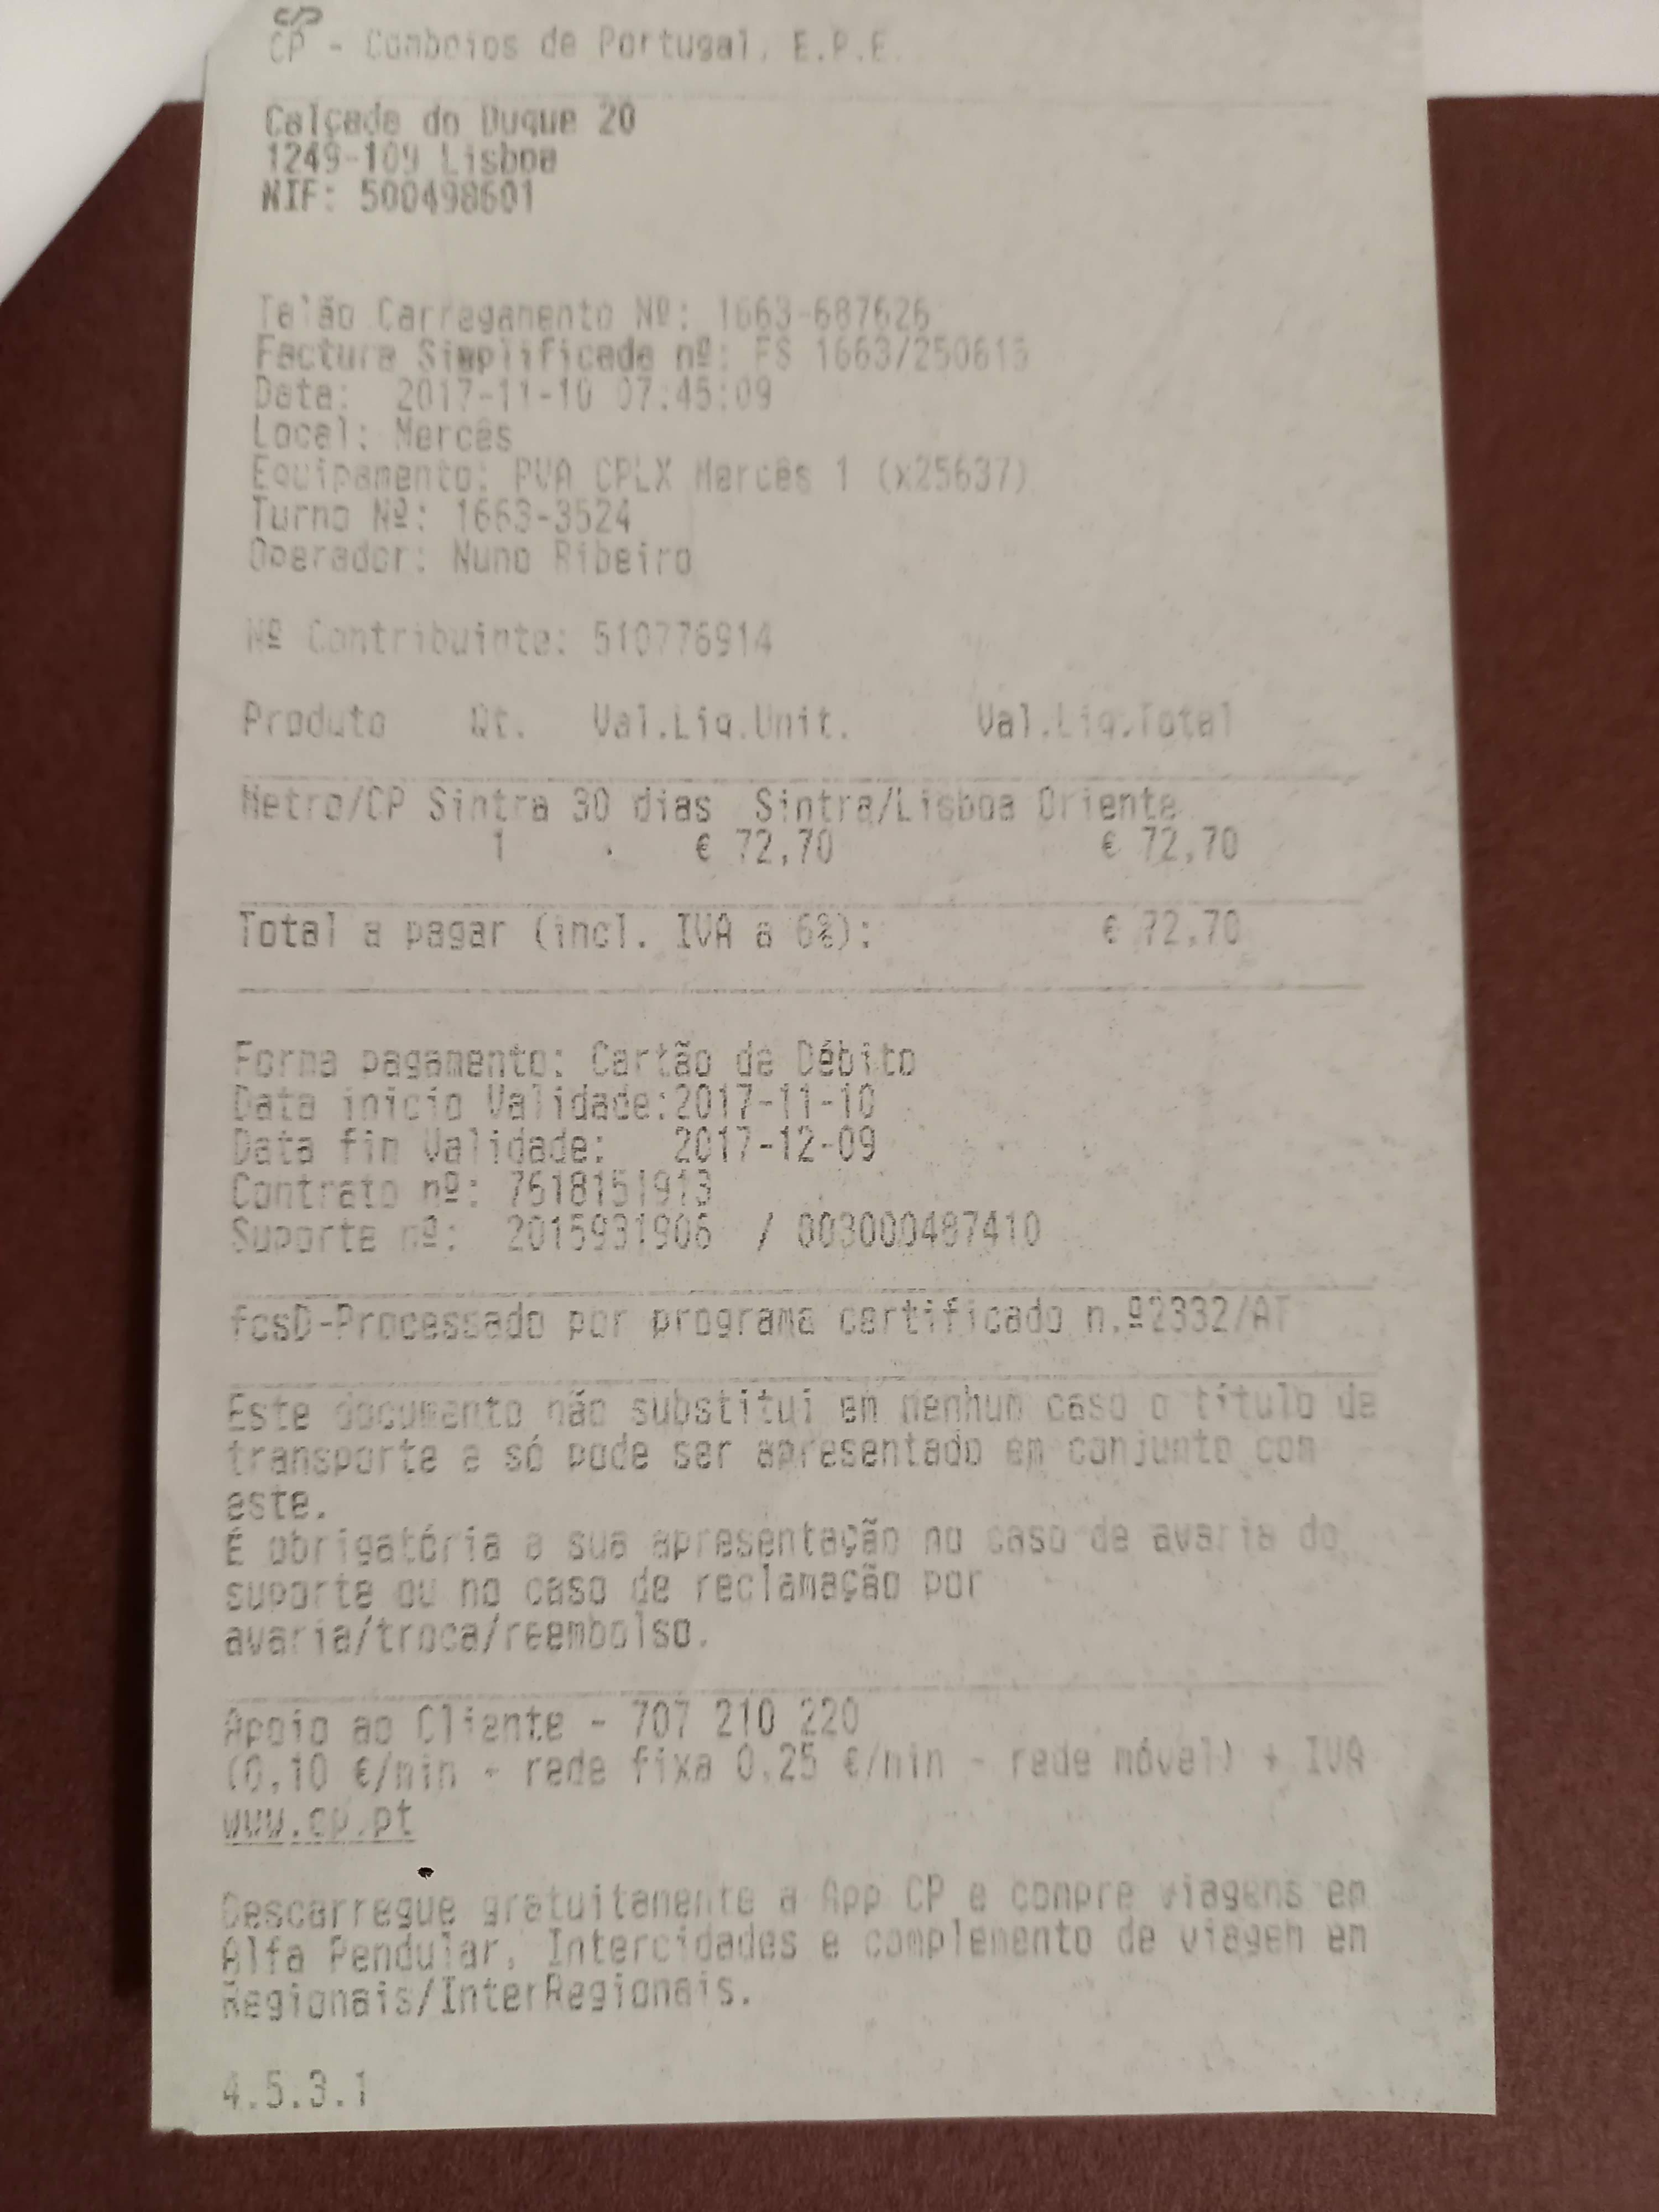 CP - Comboios de Portugal, E.P.E.
Calçada do Duque 20
1249-109 Lisboa
NIF: 500498601
Talão Carregamento Nº: 1663-687626
Factura Simplificada nº: FS 1663/250613
Data: 2017-11-10 07:45:09
Local: Mercês
Equipamento: PVA CPLX Mercês 1 (x25637)
Turno Nº: 1663-3524
Operador: Nuno Ribeiro
Nº Contribuinte: 510776914
Produto Qt. Val.Liq.Unit. Val.Liq.Total
Metro/CP Sintra 30 dias Sintra/Lisboa Oriente
1 € 72,70 € 72,70
Total a pagar (incl. IVA a 6%): € 72,70
Forma pagamento: Cartão de Débito
Data inicio Validade:2017-11-10
Data fim Validade: 2017-12-09
Contrato nº: 7618151913
Suporte nº: 2015931906 / 003000487410
fcsD-Processado por programa certificado n.º2332/AT
Este documento não substitui em nenhum caso o título de
transporte e só pode ser apresentado em conjunto com
este.
É obrigatória a sua apresentação no caso de avaria do
suporte ou no caso de reclamação por
avaria/troca/reembolso.
Apoio ao Cliente - 707 210 220
(0,10 €/min - rede fixa 0,25 €/min - rede móvel) + IVA
www.cp.pt
Descarregue gratuitamente a App CP e compre viagens em
Alfa Pendular, Intercidades e complemento de viagem em
Regionais/InterRegionais.
4.5.3.1